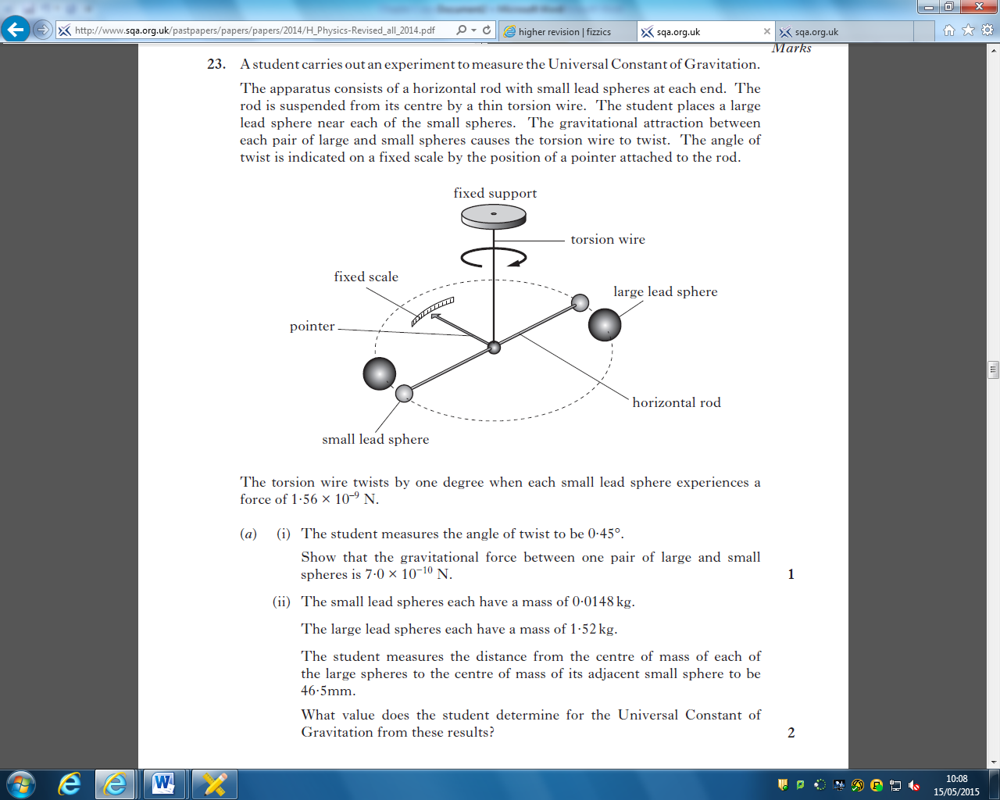 http://www.sqa.org.uk/pastpapers/papers/papers/2014/H_Physics-Revised_all_2014.pdf
higher revision | fizzics
sqa.org.uk
sqa.org.uk
Marks
23. A student carries out an experiment to measure the Universal Constant of Gravitation.
The apparatus consists of a horizontal rod with small lead spheres at each end. The
rod is suspended from its centre by a thin torsion wire. The student places a large
lead sphere near each of the small spheres. The gravitational attraction between
each pair of large and small spheres causes the torsion wire to twist. The angle of
twist is indicated on a fixed scale by the position of a pointer attached to the rod.
fixed support
torsion wire
fixed scale
large lead sphere
pointer
horizontal rod
small lead sphere
The torsion wire twists by one degree when each small lead sphere experiences a
force of 1·56 × 10⁻⁹ N.
(a) (i) The student measures the angle of twist to be 0·45°.
Show that the gravitational force between one pair of large and small
spheres is 7·0 × 10⁻¹⁰ N. 1
(ii) The small lead spheres each have a mass of 0·0148 kg.
The large lead spheres each have a mass of 1·52 kg.
The student measures the distance from the centre of mass of each of
the large spheres to the centre of mass of its adjacent small sphere to be
46·5mm.
What value does the student determine for the Universal Constant of
Gravitation from these results? 2
10:08
15/05/2015